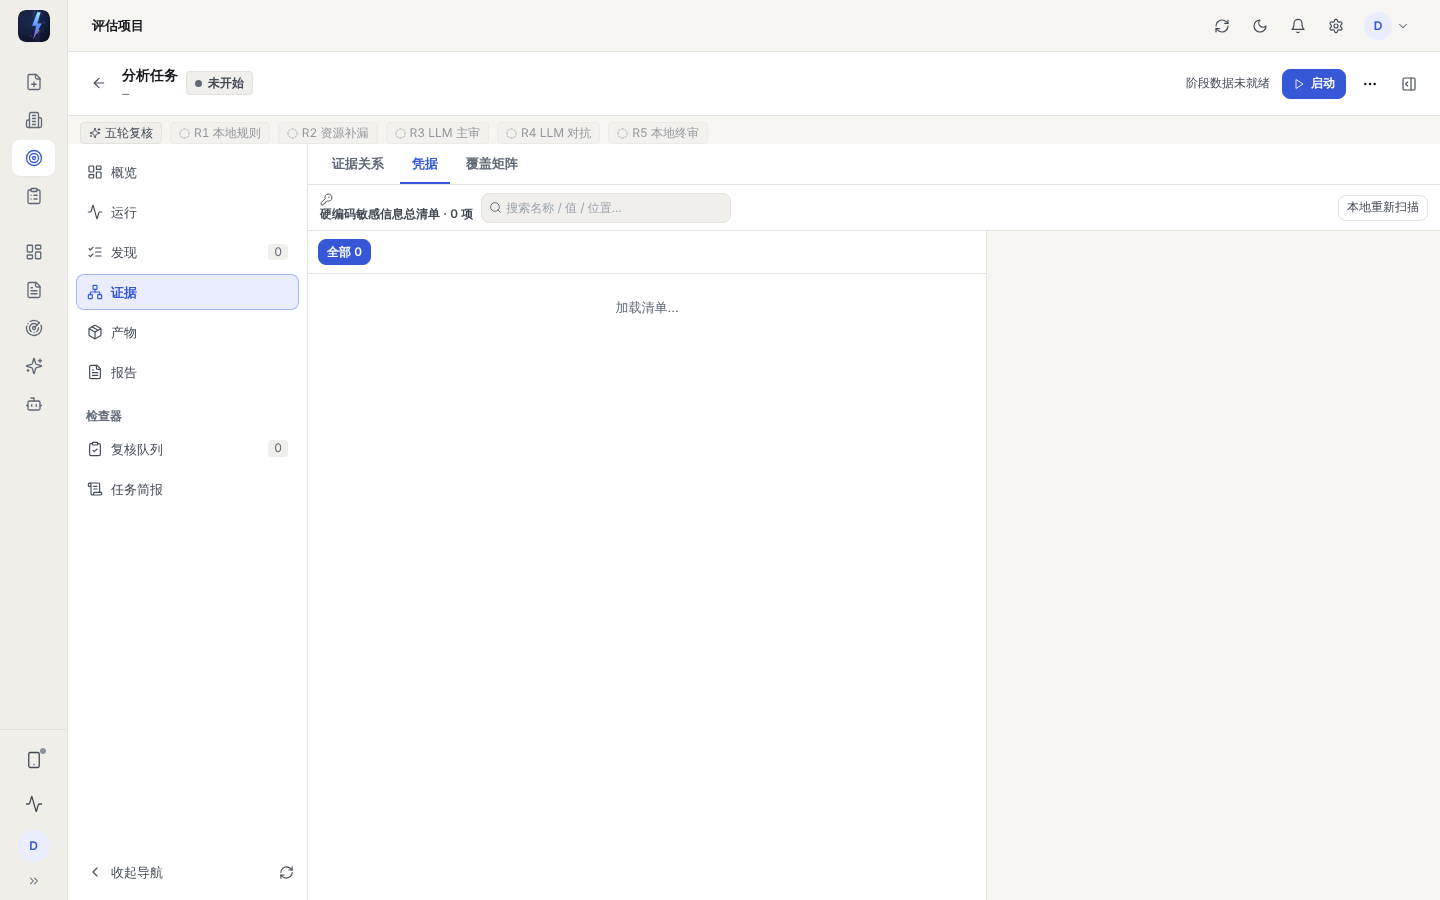 评估项目
D
分析任务
–
未开始
阶段数据未就绪
启动
五轮复核
R1 本地规则
R2 资源补漏
R3 LLM 主审
R4 LLM 对抗
R5 本地终审
概览
运行
发现
0
证据
产物
报告
检查器
复核队列
0
任务简报
收起导航
证据关系
凭据
覆盖矩阵
硬编码敏感信息总清单 · 0 项
搜索名称 / 值 / 位置...
本地重新扫描
全部 0
加载清单...
D